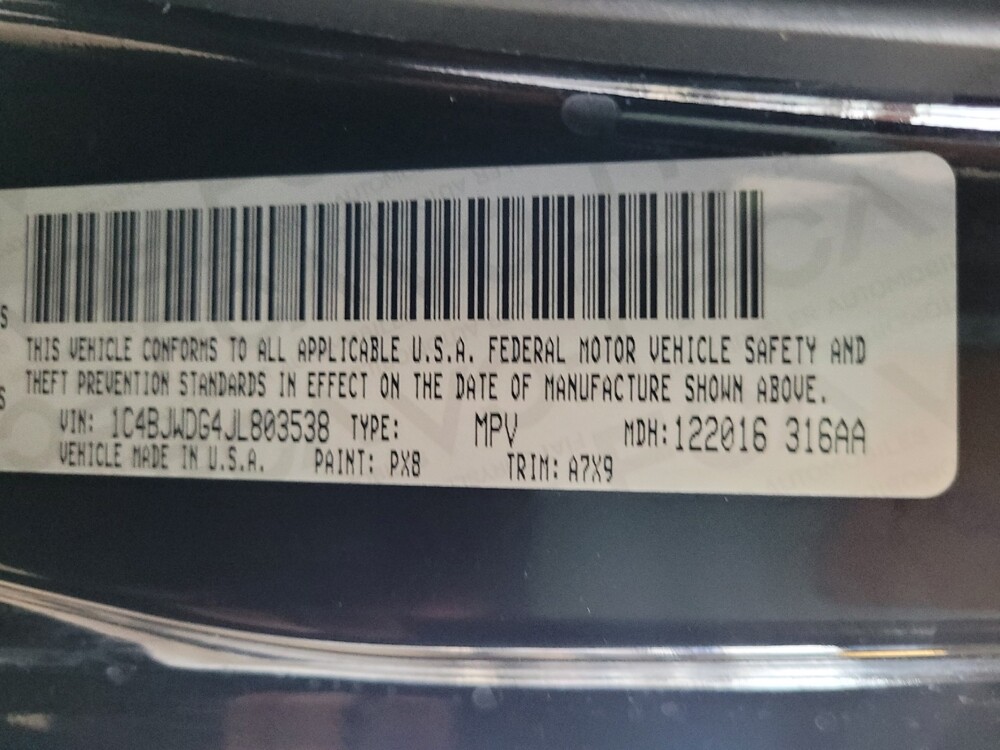 S
THIS VEHICLE CONFORMS TO ALL APPLICABLE U.S.A. FEDERAL MOTOR VEHICLE SAFETY AND
S THEFT PREVENTION STANDARDS IN EFFECT ON THE DATE OF MANUFACTURE SHOWN ABOVE.
VIN: 1C4BJWDG4JL803538 TYPE: MPV MDH: 122016 316AA
VEHICLE MADE IN U.S.A. PAINT: PX8 TRIM: A7X9